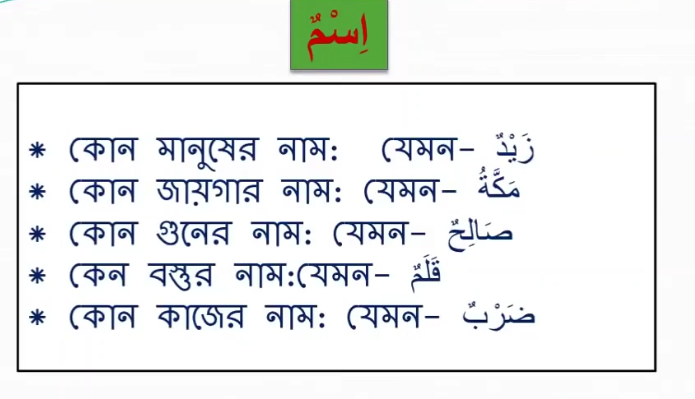 اِسْمٌ
* কোন মানুষের নাম: যেমন- زَيْدٌ
* কোন জায়গার নাম: যেমন- مَكَّةُ
* কোন গুনের নাম: যেমন- صَالِحٌ
* কেন বস্তুর নাম:যেমন- قَلَمٌ
* কোন কাজের নাম: যেমন- ضَرْبٌ